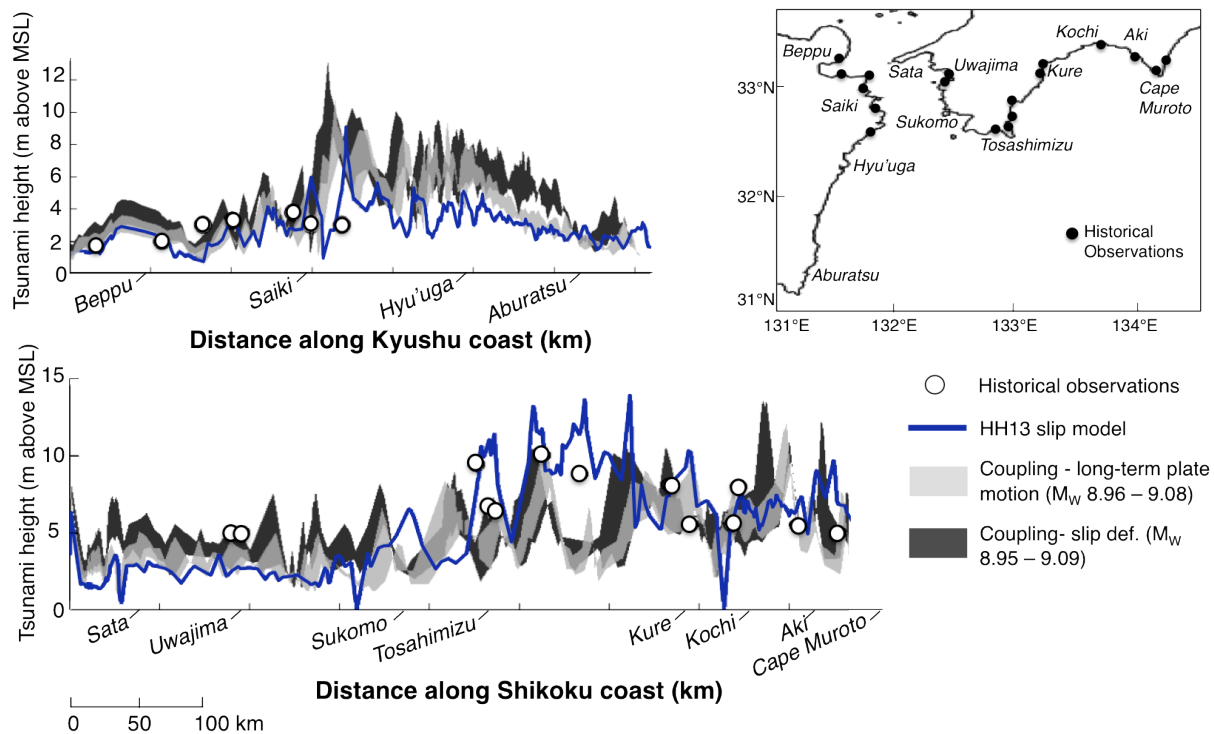 Tsunami height (m above MSL)
12
10
8
6
4
2
0
Beppu
Saiki
Hyu'uga
Aburatsu
Distance along Kyushu coast (km)
Kochi
Aki
Beppu
Sata
Uwajima
Kure
33°N
Saiki
Cape
Muroto
Sukomo
Tosashimizu
Hyu'uga
32°N
Historical
Observations
Aburatsu
31°N
131°E
132°E
133°E
134°E
Tsunami height (m above MSL)
15
10
5
0
Sata
Uwajima
Sukomo
Tosahimizu
Kure
Kochi
Aki
Cape Muroto
Distance along Shikoku coast (km)
0
50
100 km
Historical observations
HH13 slip model
Coupling - long-term plate
motion (MW 8.96 – 9.08)
Coupling- slip def. (MW
8.95 – 9.09)